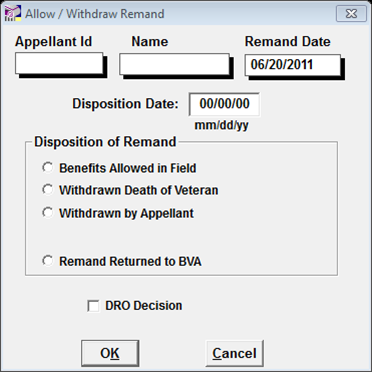 Allow / Withdraw Remand
Appellant Id Name Remand Date
06/20/2011
Disposition Date: 00/00/00
mm/dd/yy
Disposition of Remand
Benefits Allowed in Field
Withdrawn Death of Veteran
Withdrawn by Appellant
Remand Returned to BVA
DRO Decision
OK Cancel